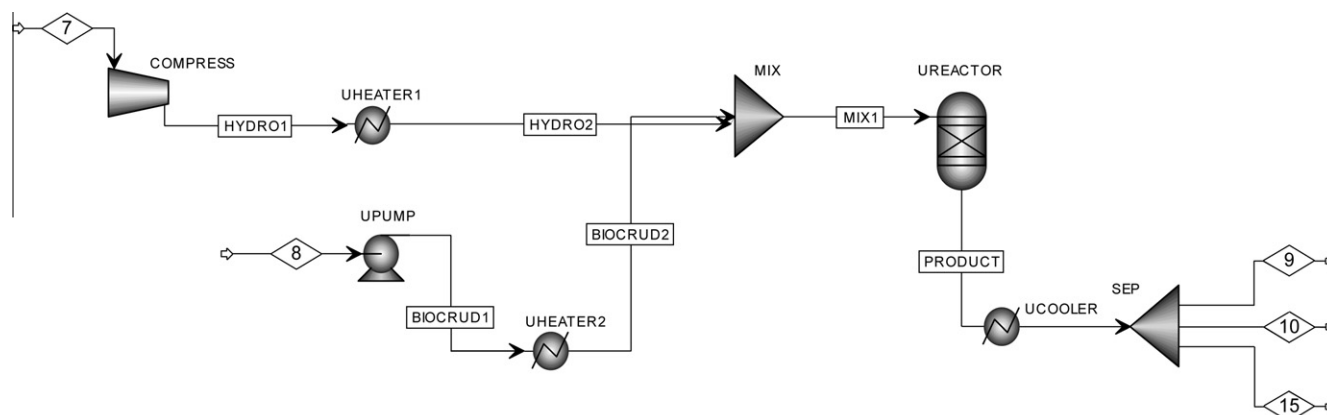 7
COMPRESS
UHEATER1
MIX
UREACTOR
HYDRO1
HYDRO2
MIX1
UPUMP
8
BIOCRUD2
PRODUCT
9
SEP
BIOCRUD1
UHEATER2
UCOOLER
10
15